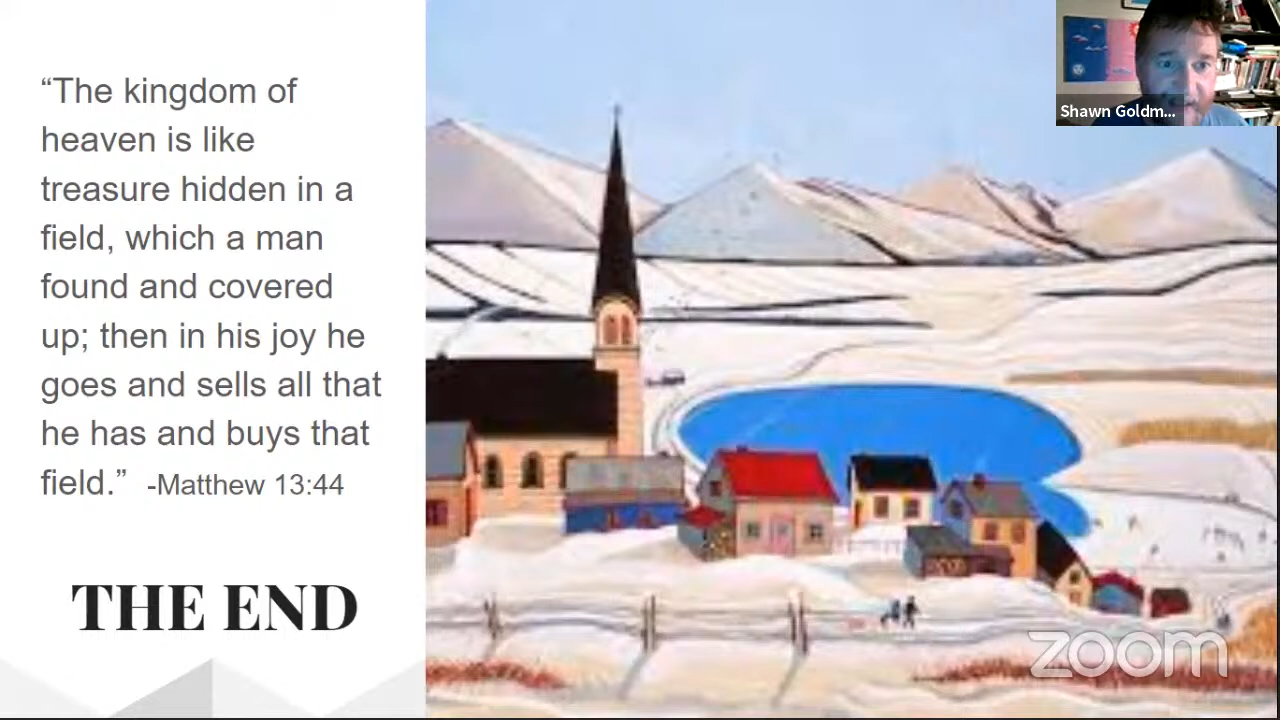 “The kingdom of
heaven is like
treasure hidden in a
field, which a man
found and covered
up; then in his joy he
goes and sells all that
he has and buys that
field.” -Matthew 13:44
THE END
Shawn Goldm...
zoom